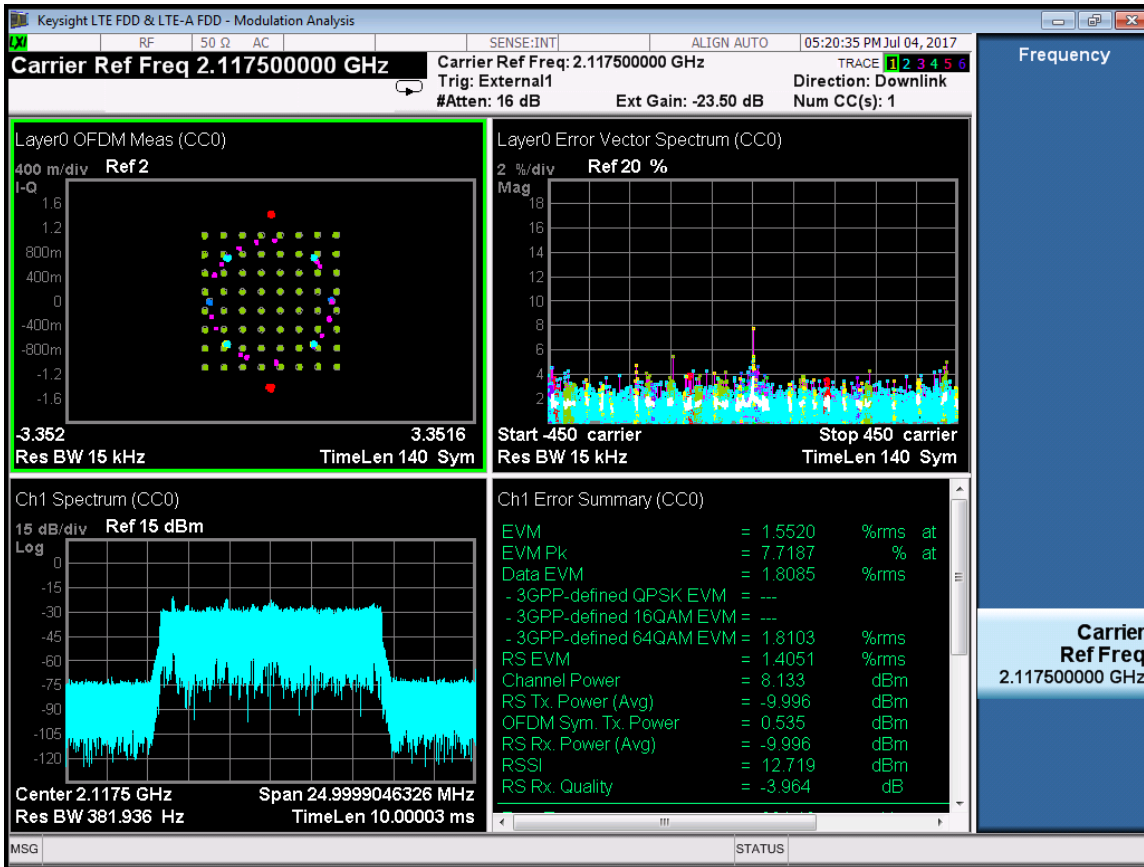 Keysight LTE FDD & LTE-A FDD - Modulation Analysis
LXI RF 50 Ω AC SENSE:INT ALIGN AUTO 05:20:35 PM Jul 04, 2017
Carrier Ref Freq 2.117500000 GHz
Carrier Ref Freq: 2.117500000 GHz
Trig: External1
#Atten: 16 dB Ext Gain: -23.50 dB
TRACE 1 2 3 4 5 6
Direction: Downlink
Num CC(s): 1
Frequency
Layer0 OFDM Meas (CC0)
400 m/div Ref 2
I-Q
1.6
1.2
800m
400m
0
-400m
-800m
-1.2
-1.6
-3.352 3.3516
Res BW 15 kHz TimeLen 140 Sym
Layer0 Error Vector Spectrum (CC0)
2 %/div Ref 20 %
Mag
18
16
14
12
10
8
6
4
2
Start -450 carrier Stop 450 carrier
Res BW 15 kHz TimeLen 140 Sym
Ch1 Spectrum (CC0)
15 dB/div Ref 15 dBm
Log
0
-15
-30
-45
-60
-75
-90
-105
-120
Center 2.1175 GHz Span 24.9999046326 MHz
Res BW 381.936 Hz TimeLen 10.00003 ms
Ch1 Error Summary (CC0)
EVM = 1.5520 %rms at
EVM Pk = 7.7187 % at
Data EVM = 1.8085 %rms
- 3GPP-defined QPSK EVM = ---
- 3GPP-defined 16QAM EVM = ---
- 3GPP-defined 64QAM EVM = 1.8103 %rms
RS EVM = 1.4051 %rms
Channel Power = 8.133 dBm
RS Tx. Power (Avg) = -9.996 dBm
OFDM Sym. Tx. Power = 0.535 dBm
RS Rx. Power (Avg) = -9.996 dBm
RSSI = 12.719 dBm
RS Rx. Quality = -3.964 dB
Carrier
Ref Freq
2.117500000 GHz
MSG STATUS